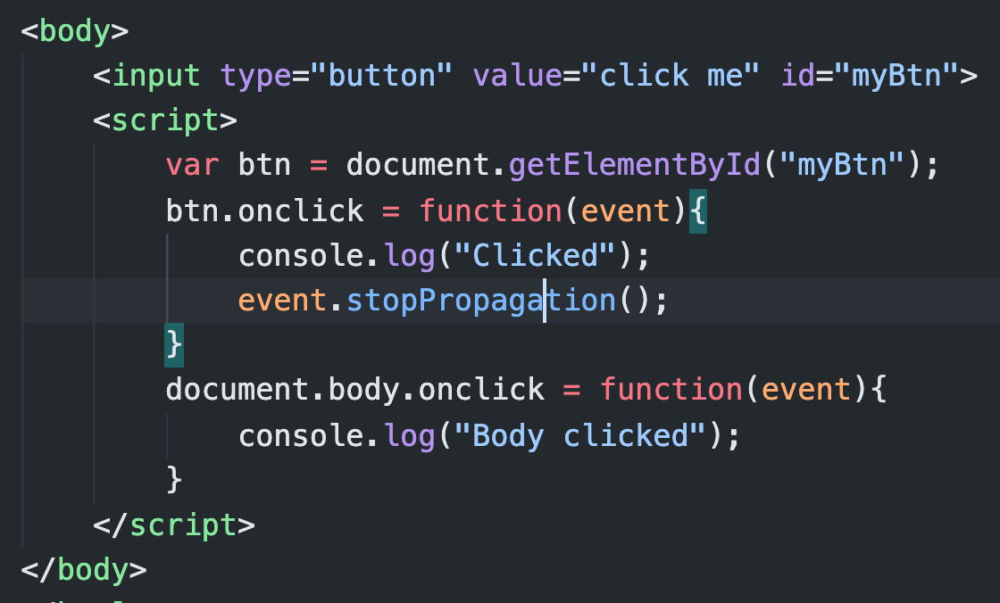 <body>
<input type="button" value="click me" id="myBtn">
<script>
var btn = document.getElementById("myBtn");
btn.onclick = function(event){
console.log("Clicked");
event.stopPropagation();
}
document.body.onclick = function(event){
console.log("Body clicked");
}
</script>
</body>